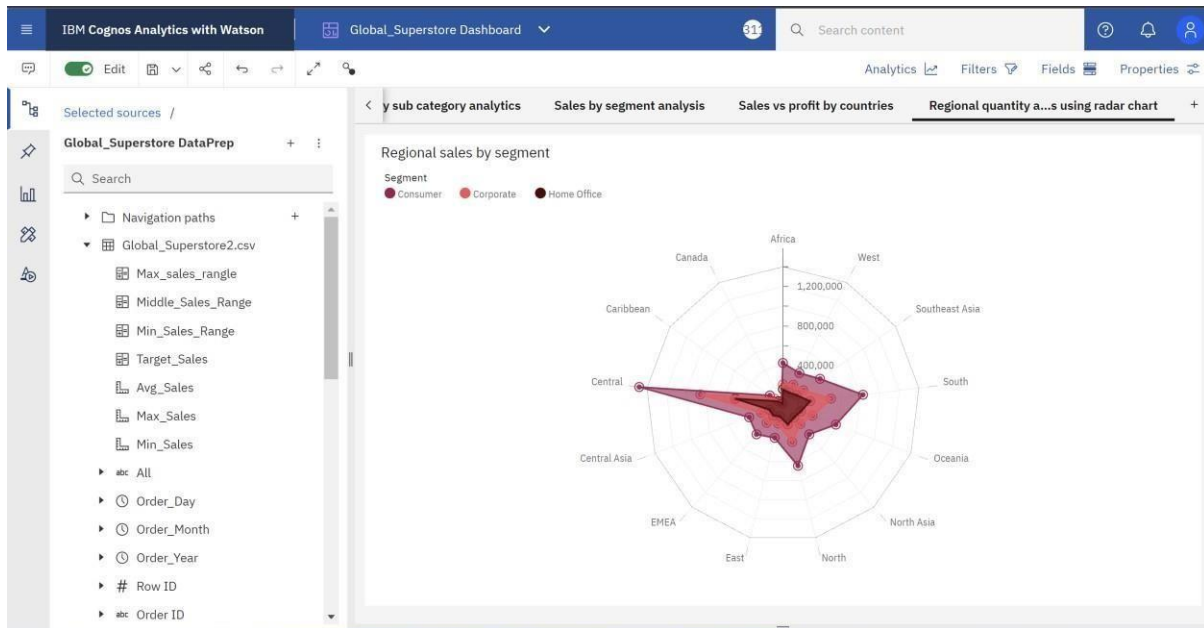 IBM Cognos Analytics with Watson
Global_Superstore Dashboard
Search content
Edit
Analytics
Filters
Fields
Properties
Selected sources /
Global_Superstore DataPrep
Search
Navigation paths
Global_Superstore2.csv
Max_sales_rangle
Middle_Sales_Range
Min_Sales_Range
Target_Sales
Avg_Sales
Max_Sales
Min_Sales
abc All
Order_Day
Order_Month
Order_Year
# Row ID
abc Order ID
y sub category analytics
Sales by segment analysis
Sales vs profit by countries
Regional quantity a...s using radar chart
Regional sales by segment
Segment
Consumer Corporate Home Office
Africa
Canada
West
1,200,000
Caribbean
Southeast Asia
800,000
400,000
Central
South
Central Asia
Oceania
EMEA
North Asia
East
North